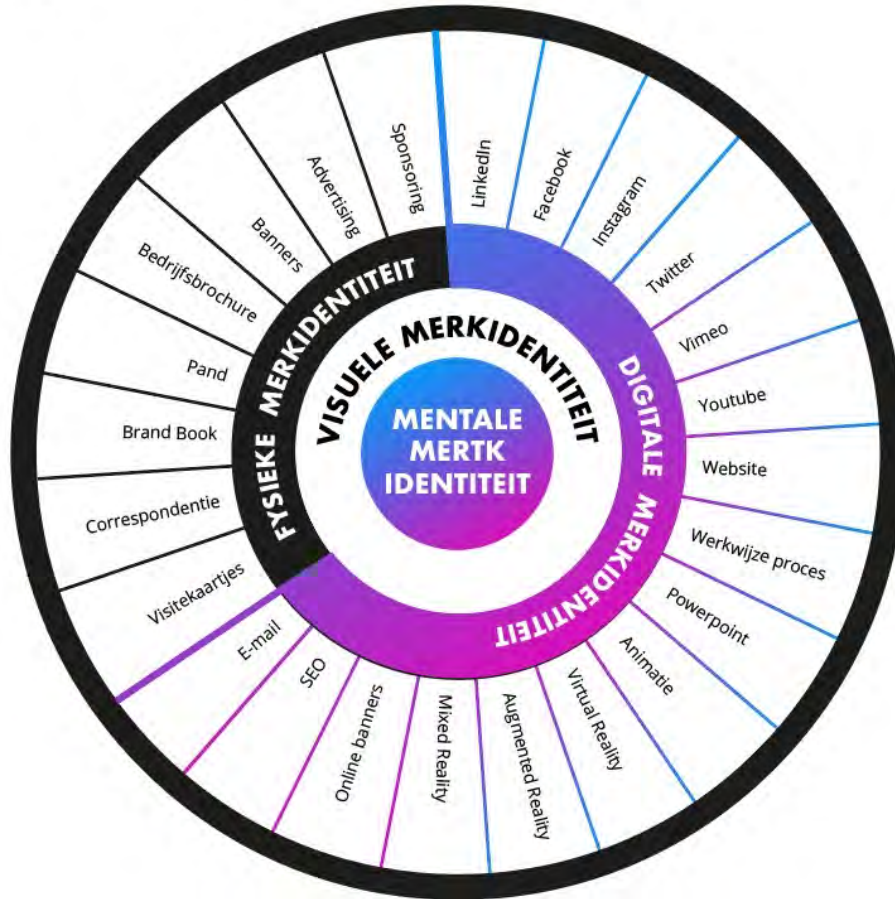 MENTALE
MERTK
IDENTITEIT
VISUELE MERKIDENTITEIT
FYSIEKE MERKIDENTITEIT
DIGITALE MERKIDENTITEIT
LinkedIn
Facebook
Instagram
Twitter
Vimeo
Youtube
Website
Werkwijze proces
Powerpoint
Animatie
Virtual Reality
Augmented Reality
Mixed Reality
Online banners
SEO
E-mail
Visitekaartjes
Correspondentie
Brand Book
Pand
Bedrijfsbrochure
Banners
Advertising
Sponsoring